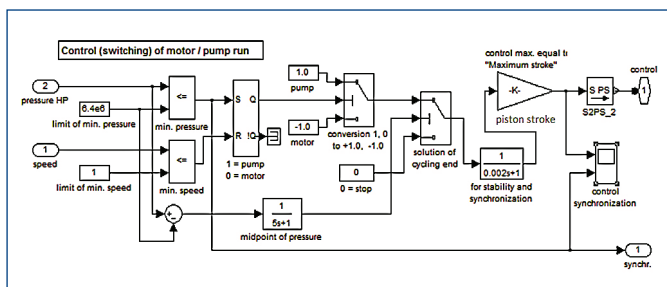 Control (switching) of motor / pump run
control max. equal to
"Maximum stroke"
control
2
pressure HP
6.4e6
limit of min. pressure
<=
min. pressure
S Q
R !Q
1 = pump
0 = motor
1.0
pump
-1.0
motor
conversion 1, 0
to +1.0, -1.0
-K-
piston stroke
S PS
S2PS_2
1
1
speed
1
limit of min. speed
<=
min. speed
0
0 = stop
solution of
cycling end
1
0.002s+1
for stability and
synchronization
control
synchronization
1
5s+1
midpoint of pressure
1
synchr.